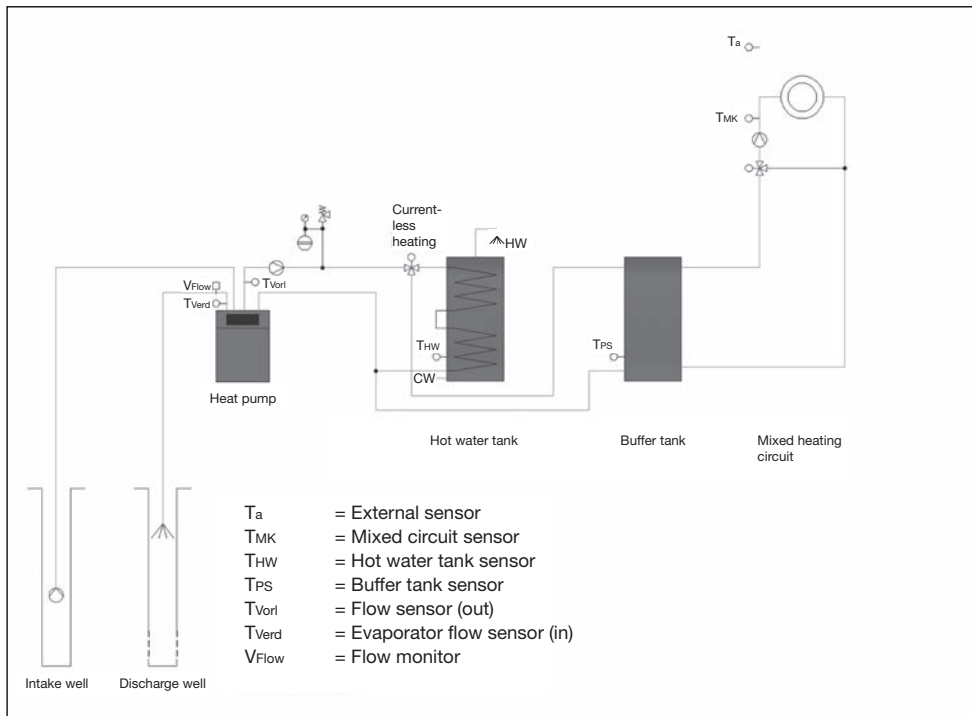 Ta
TMK
Current-
less
heating
HW
VFlow
TVerd
TVorl
THW
TPS
CW
Heat pump
Hot water tank
Buffer tank
Mixed heating
circuit
Ta = External sensor
TMK = Mixed circuit sensor
THW = Hot water tank sensor
TPS = Buffer tank sensor
TVorl = Flow sensor (out)
TVerd = Evaporator flow sensor (in)
VFlow = Flow monitor
Intake well
Discharge well